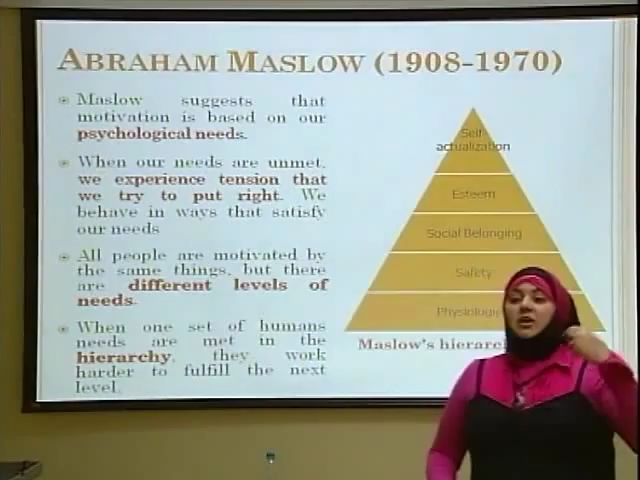 ABRAHAM MASLOW (1908-1970)
Maslow suggests that
motivation is based on our
psychological needs.
When our needs are unmet,
we experience tension that
we try to put right. We
behave in ways that satisfy
our needs
All people are motivated by
the same things, but there
are different levels of
needs.
When one set of humans
needs are met in the
hierarchy, they work
harder to fulfill the next
level.
Self-
actualization
Esteem
Social Belonging
Safety
Physiologic
Maslow's hierarc